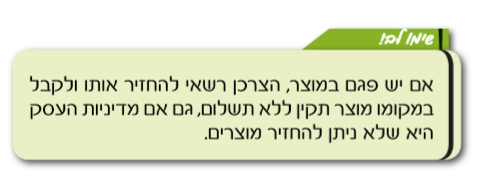 שימו לב!
אם יש פגם במוצר, הצרכן רשאי להחזיר אותו ולקבל
במקומו מוצר תקין ללא תשלום, גם אם מדיניות העסק
היא שלא ניתן להחזיר מוצרים.